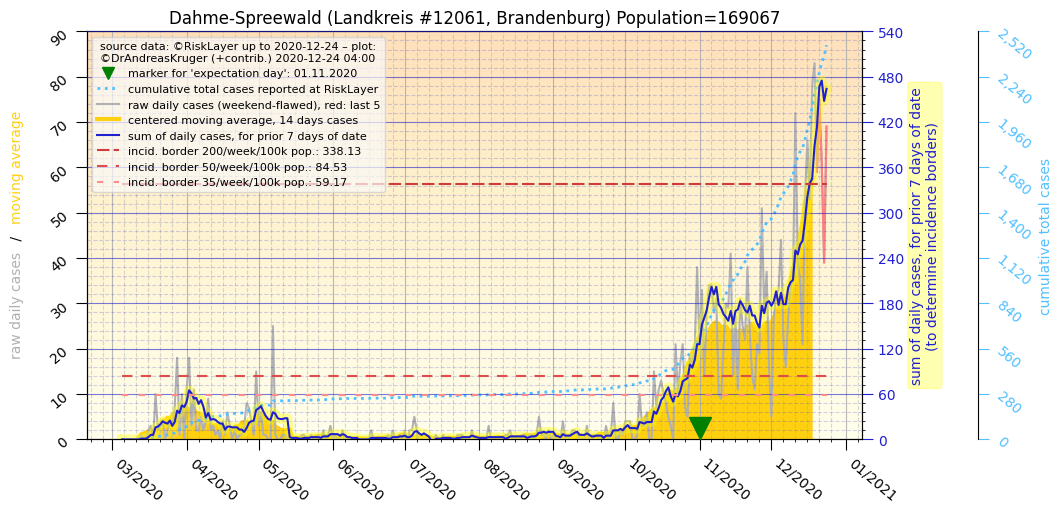 Dahme-Spreewald (Landkreis #12061, Brandenburg) Population=169067
source data: ©RiskLayer up to 2020-12-24 – plot:
©DrAndreasKruger (+contrib.) 2020-12-24 04:00
marker for 'expectation day': 01.11.2020
cumulative total cases reported at RiskLayer
raw daily cases (weekend-flawed), red: last 5
centered moving average, 14 days cases
sum of daily cases, for prior 7 days of date
incid. border 200/week/100k pop.: 338.13
incid. border 50/week/100k pop.: 84.53
incid. border 35/week/100k pop.: 59.17
raw daily cases / moving average
90
80
70
60
50
40
30
20
10
0
03/2020
04/2020
05/2020
06/2020
07/2020
08/2020
09/2020
10/2020
11/2020
12/2020
01/2021
540
480
420
360
300
240
180
120
60
0
sum of daily cases, for prior 7 days of date
(to determine incidence borders)
2,520
2,240
1,960
1,680
1,400
1,120
840
560
280
0
cumulative total cases